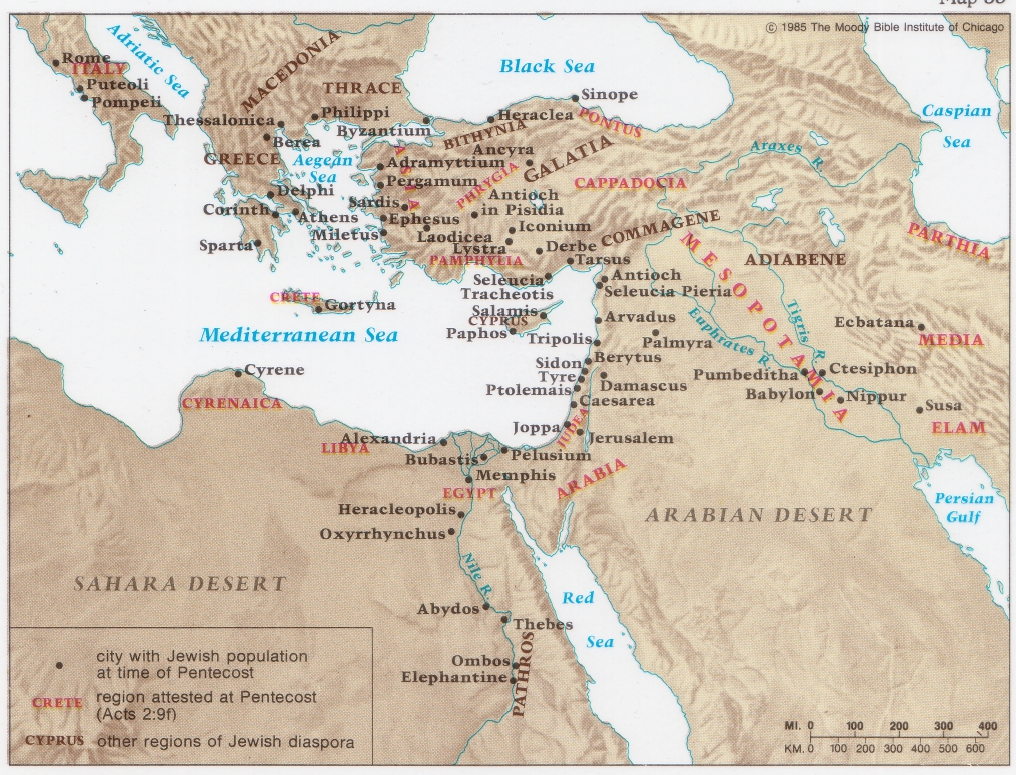 Map 86
© 1985 The Moody Bible Institute of Chicago
Adriatic Sea
Rome
ITALY
Puteoli
Pompeii
MACEDONIA
THRACE
Black Sea
Sinope
Caspian
Sea
Thessalonica
Philippi
Byzantium
Heraclea
PONTUS
BITHYNIA
Berea
GREECE
Aegean
Sea
ASIA
Adramyttium
Ancyra
GALATIA
Araxes R.
Pergamum
PHRYGIA
CAPPADOCIA
Delphi
Sardis
Antioch
in Pisidia
Corinth
Athens
Ephesus
Iconium
COMMAGENE
Miletus
Laodicea
Lystra
Derbe
Sparta
PAMPHYLIA
Tarsus
MESOPOTAMIA
ADIABENE
PARTHIA
Seleucia
Tracheotis
Antioch
Seleucia Pieria
CRETE
Gortyna
Salamis
CYPRUS
Paphos
Arvadus
Tigris R.
Ecbatana
Mediterranean Sea
Tripolis
Palmyra
Euphrates R.
MEDIA
Berytus
Sidon
Tyre
Ptolemais
Damascus
Pumbeditha
Ctesiphon
Cyrene
Caesarea
Babylon
Nippur
Susa
CYRENAICA
ELAM
Joppa
JUDEA
Jerusalem
LIBYA
Alexandria
Bubastis
Pelusium
Memphis
ARABIA
EGYPT
Persian
Gulf
Heracleopolis
ARABIAN DESERT
Oxyrrhynchus
Nile R.
SAHARA DESERT
Red
Sea
Abydos
Thebes
PATHROS
Ombos
Elephantine
city with Jewish population
at time of Pentecost
CRETE region attested at Pentecost
(Acts 2:9f)
CYPRUS other regions of Jewish diaspora
MI. 0 100 200 300 400
KM. 0 100 200 300 400 500 600